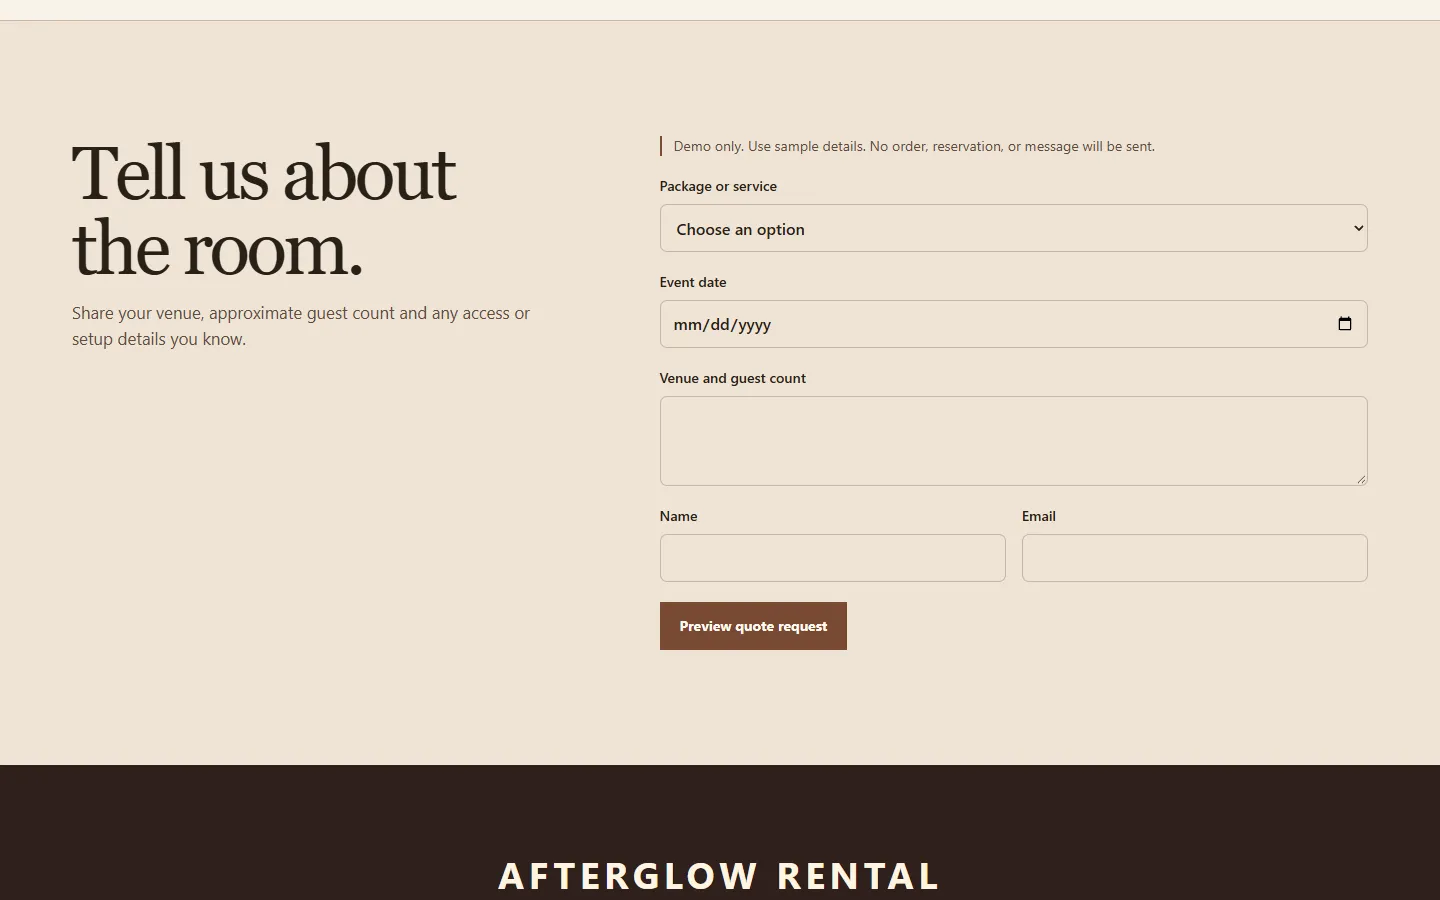 Tell us about
the room.
Share your venue, approximate guest count and any access or
setup details you know.
Demo only. Use sample details. No order, reservation, or message will be sent.
Package or service
Choose an option
Event date
mm/dd/yyyy
Venue and guest count
Name
Email
Preview quote request
AFTERGLOW RENTAL